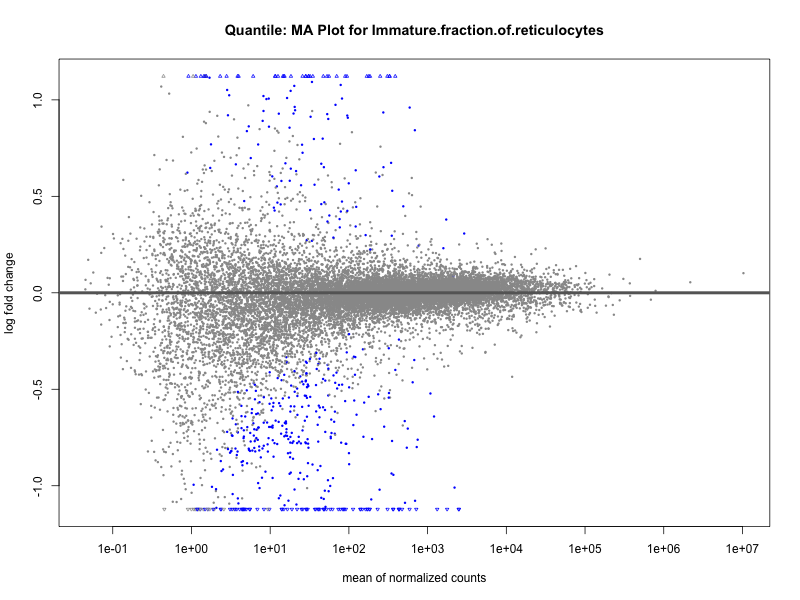 Quantile: MA Plot for Immature.fraction.of.reticulocytes
log fold change
1.0
0.5
0.0
-0.5
-1.0
1e-01 1e+00 1e+01 1e+02 1e+03 1e+04 1e+05 1e+06 1e+07
mean of normalized counts